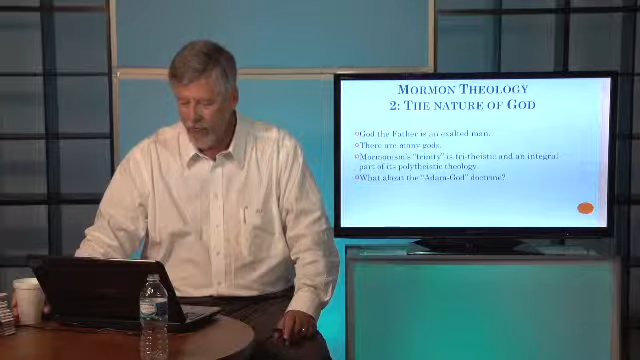 MORMON THEOLOGY
2: THE NATURE OF GOD
God the Father is an exalted man.
There are many gods.
Mormonism's "trinity" is tri-theistic and an integral
part of its polytheistic theology.
What about the "Adam-God" doctrine?